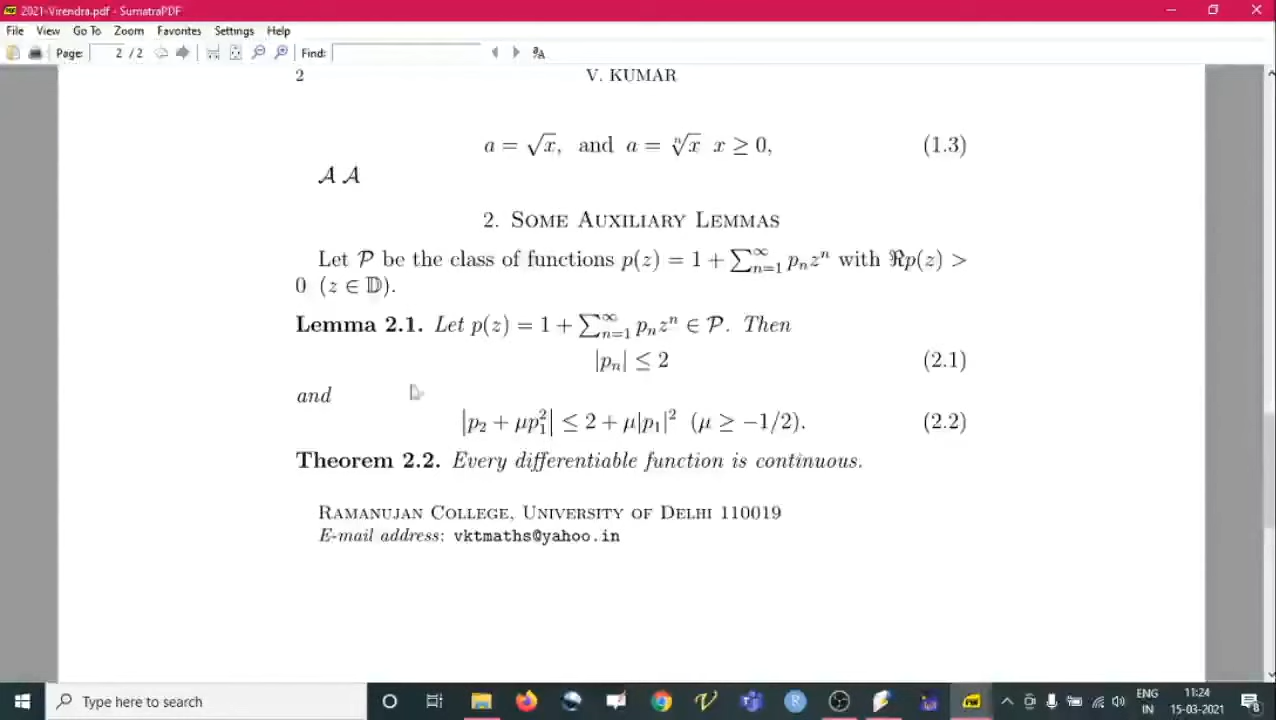 2021-Virendra.pdf - SumatraPDF
File View Go To Zoom Favorites Settings Help
Page: 2 / 2 Find:
2 V. KUMAR
a = √x, and a = ⁿ√x x ≥ 0, (1.3)
𝒜 𝒜
2. SOME AUXILIARY LEMMAS
Let 𝒫 be the class of functions p(z) = 1 + ∑_{n=1}^{∞} pₙzⁿ with ℜp(z) >
0 (z ∈ 𝔻).
Lemma 2.1. Let p(z) = 1 + ∑_{n=1}^{∞} pₙzⁿ ∈ 𝒫. Then
|pₙ| ≤ 2 (2.1)
and
|p₂ + μp₁²| ≤ 2 + μ|p₁|² (μ ≥ −1/2). (2.2)
Theorem 2.2. Every differentiable function is continuous.
RAMANUJAN COLLEGE, UNIVERSITY OF DELHI 110019
E-mail address: vktmaths@yahoo.in
Type here to search
ENG 11:24
IN 15-03-2021